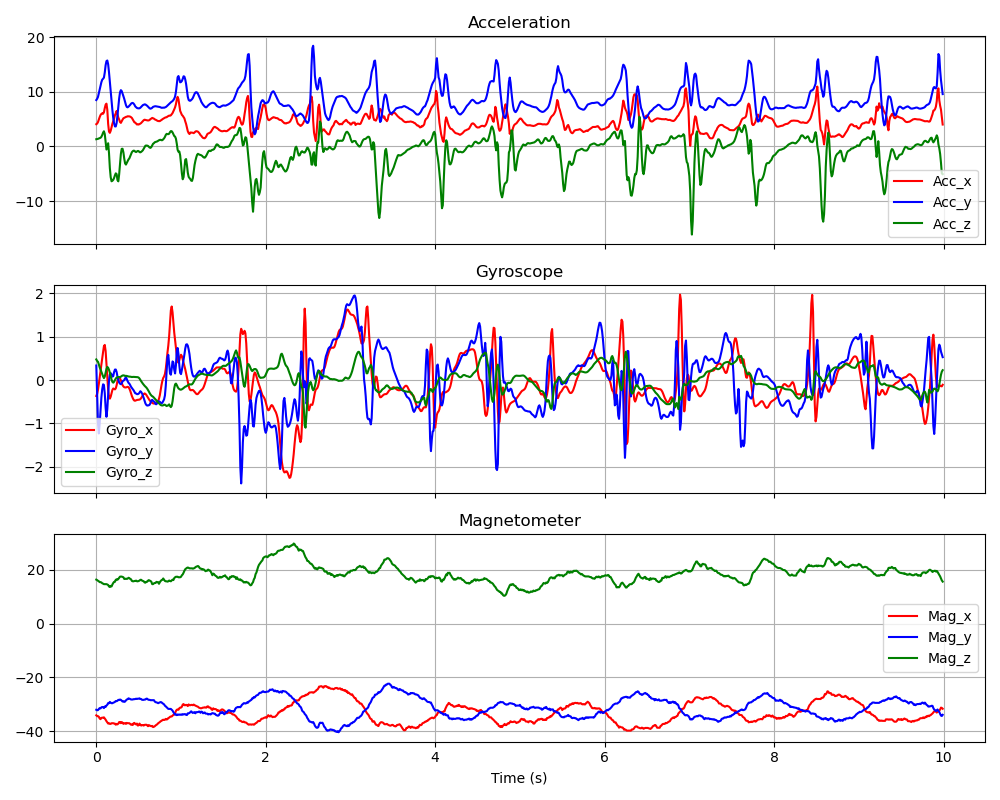 Acceleration
20
10
0
−10
Acc_x
Acc_y
Acc_z
Gyroscope
2
1
0
−1
−2
Gyro_x
Gyro_y
Gyro_z
Magnetometer
20
0
−20
−40
Mag_x
Mag_y
Mag_z
0 2 4 6 8 10
Time (s)